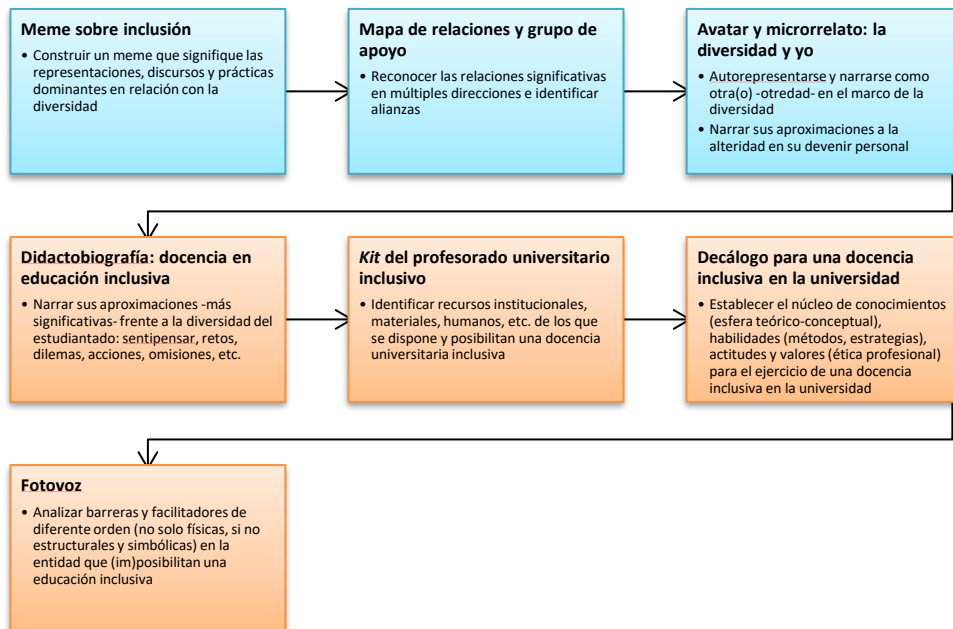 Meme sobre inclusión
• Construir un meme que signifique las
representaciones, discursos y prácticas
dominantes en relación con la
diversidad
Mapa de relaciones y grupo de
apoyo
• Reconocer las relaciones significativas
en múltiples direcciones e identificar
alianzas
Avatar y microrrelato: la
diversidad y yo
• Autorepresentarse y narrarse como
otra(o) -otredad- en el marco de la
diversidad
• Narrar sus aproximaciones a la
alteridad en su devenir personal
Didactobiografía: docencia en
educación inclusiva
• Narrar sus aproximaciones -más
significativas- frente a la diversidad del
estudiantado: sentipensar, retos,
dilemas, acciones, omisiones, etc.
Kit del profesorado universitario
inclusivo
• Identificar recursos institucionales,
materiales, humanos, etc. de los que
se dispone y posibilitan una docencia
universitaria inclusiva
Decálogo para una docencia
inclusiva en la universidad
• Establecer el núcleo de conocimientos
(esfera teórico-conceptual),
habilidades (métodos, estrategias),
actitudes y valores (ética profesional)
para el ejercicio de una docencia
inclusiva en la universidad
Fotovoz
• Analizar barreras y facilitadores de
diferente orden (no solo físicas, si no
estructurales y simbólicas) en la
entidad que (im)posibilitan una
educación inclusiva